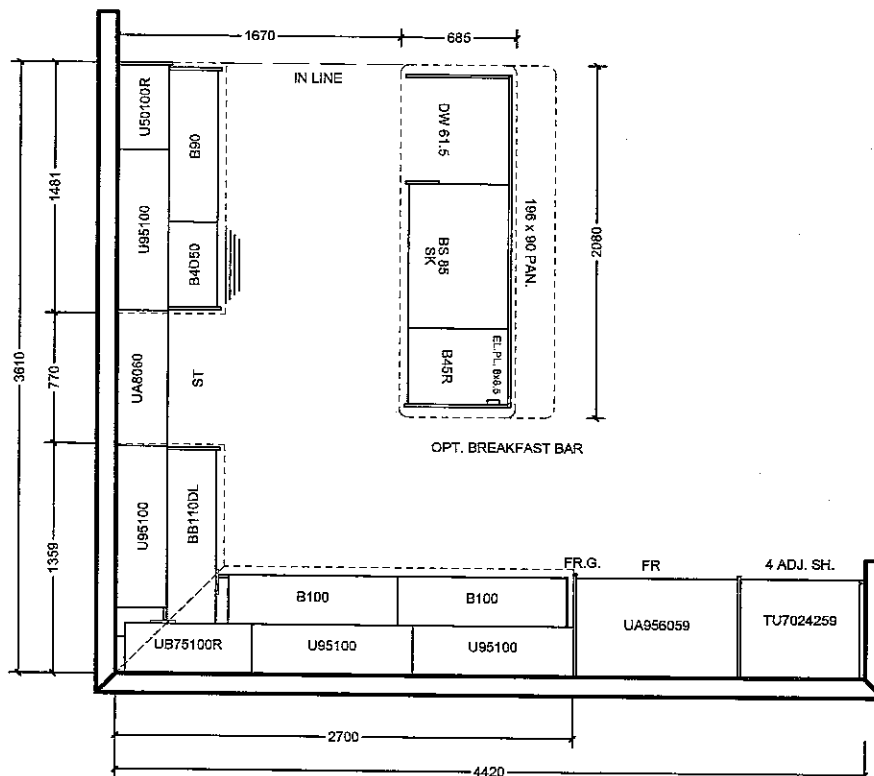 1670
685
IN LINE
U50100R
B90
DW 61.5
1481
U95100
B4D50
BS 85
SK
196 x 90 PAN.
2080
3610
770
UA8060
ST
B45R
EL.PL. 8x6.5
OPT. BREAKFAST BAR
1359
U95100
BB110DL
FR.G.
FR
4 ADJ. SH.
B100
B100
UA956059
TU7024259
UB75100R
U95100
U95100
2700
4420